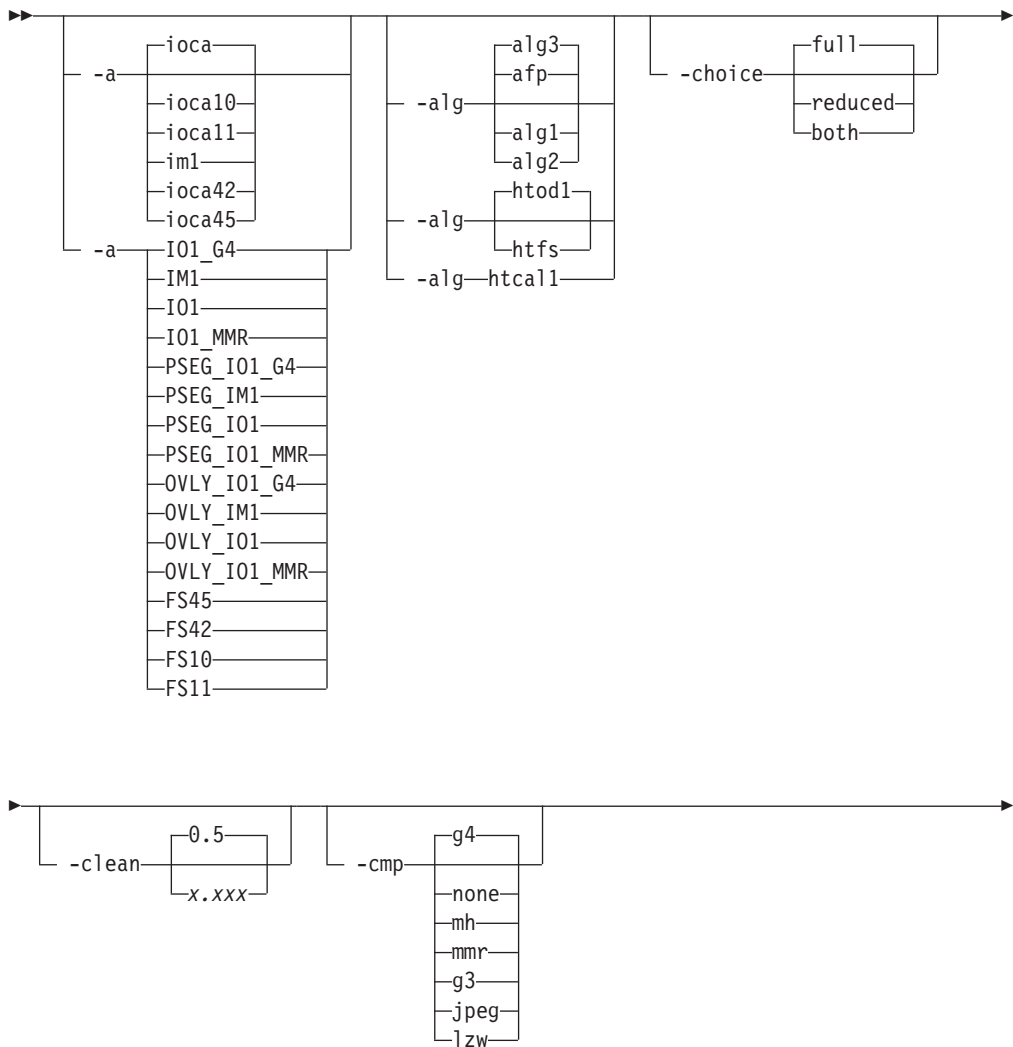 -a
ioca
ioca10
ioca11
im1
ioca42
ioca45
-a
IO1_G4
IM1
IO1
IO1_MMR
PSEG_IO1_G4
PSEG_IM1
PSEG_IO1
PSEG_IO1_MMR
OVLY_IO1_G4
OVLY_IM1
OVLY_IO1
OVLY_IO1_MMR
FS45
FS42
FS10
FS11
-alg
alg3
afp
alg1
alg2
-alg
htod1
htfs
-alg htcal1
-choice
full
reduced
both
-clean
0.5
x.xxx
-cmp
g4
none
mh
mmr
g3
jpeg
lzw